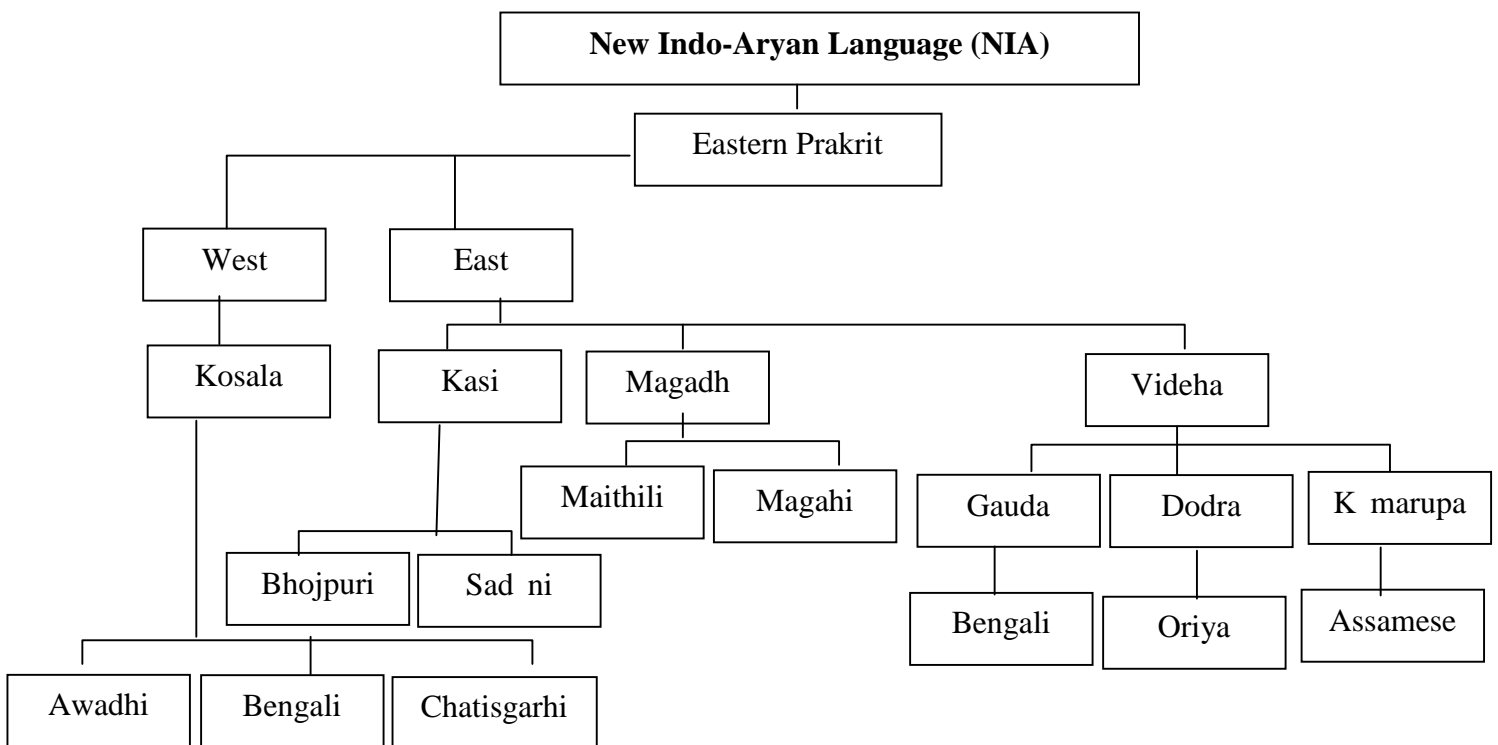 New Indo-Aryan Language (NIA)
Eastern Prakrit
West
East
Kosala
Kasi
Magadh
Videha
Maithili
Magahi
Gauda
Dodra
K marupa
Bhojpuri
Sad ni
Bengali
Oriya
Assamese
Awadhi
Bengali
Chatisgarhi